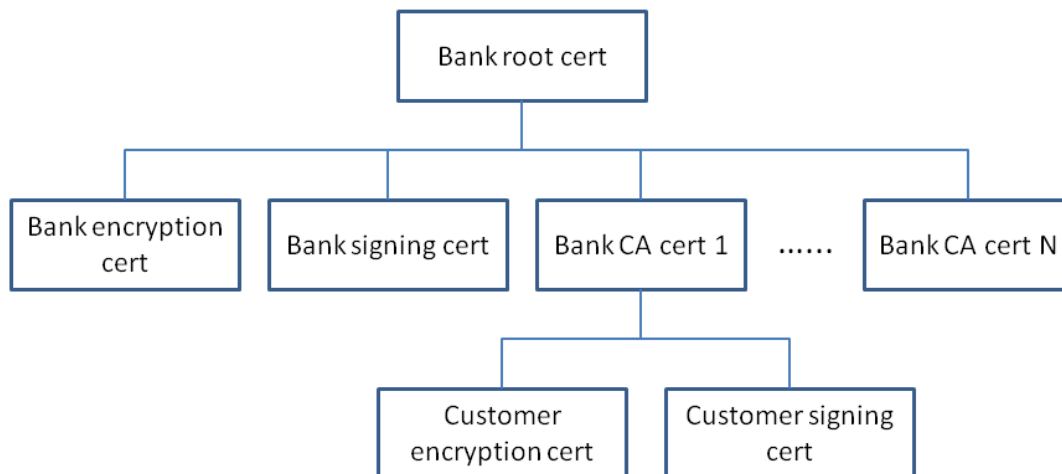 Bank root cert
Bank encryption
cert
Bank signing cert
Bank CA cert 1
......
Bank CA cert N
Customer
encryption cert
Customer signing
cert